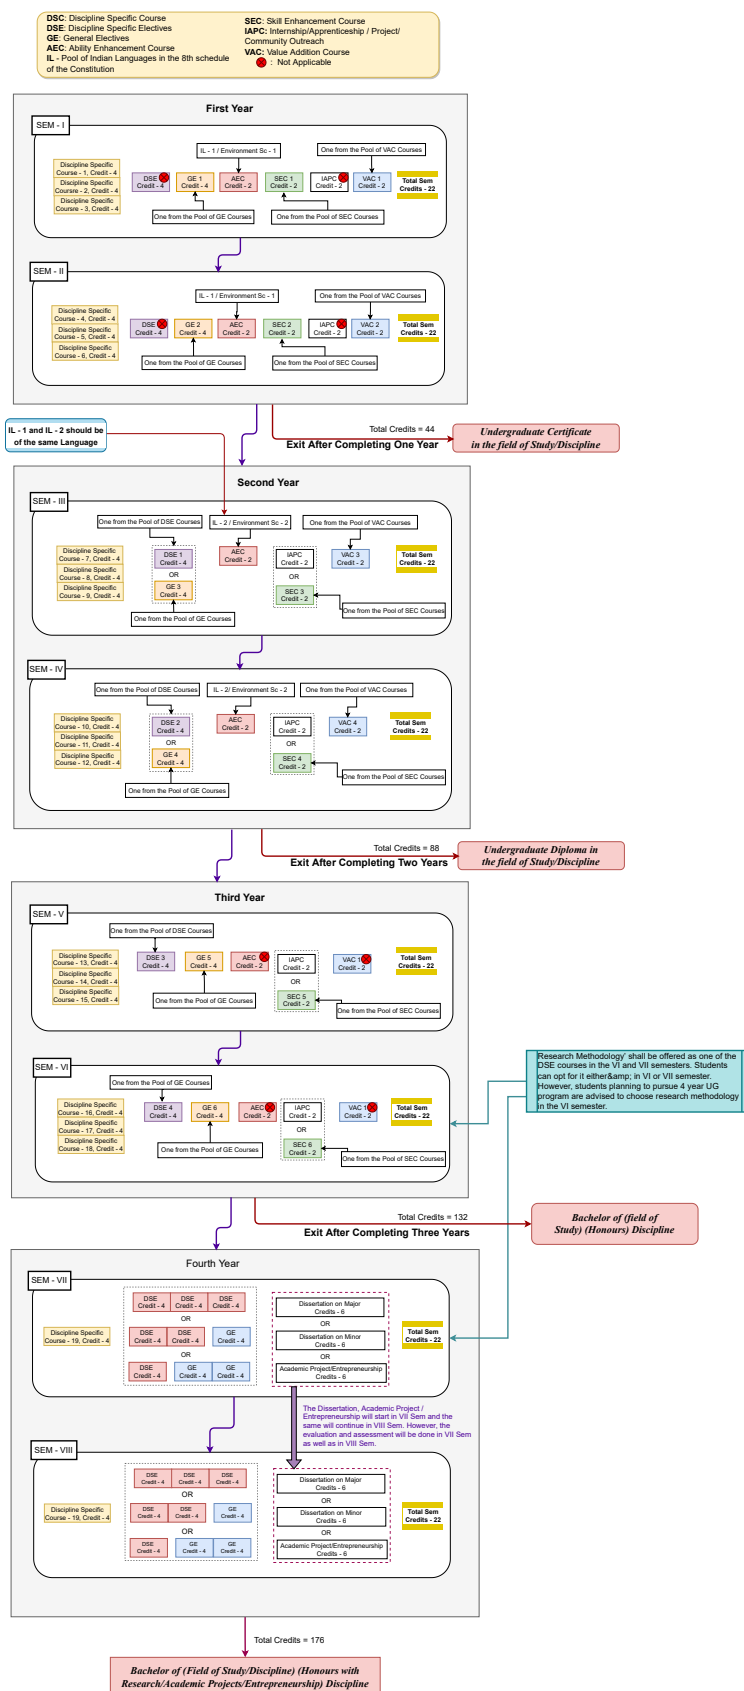 DSC: Discipline Specific Course
DSE: Discipline Specific Electives
GE: General Electives
AEC: Ability Enhancement Course
IL - Pool of Indian Languages in the 8th schedule
of the Constitution
SEC: Skill Enhancement Course
IAPC: Internship/Apprenticeship / Project/
Community Outreach
VAC: Value Addition Course
: Not Applicable
First Year
SEM - I
IL - 1 / Environment Sc - 1
One from the Pool of VAC Courses
Discipline Specific
Course - 1, Credit - 4
Discipline Specific
Course - 2, Credit - 4
Discipline Specific
Course - 3, Credit - 4
DSE
Credit - 4
GE 1
Credit - 4
AEC
Credit - 2
SEC 1
Credit - 2
IAPC
Credit - 2
VAC 1
Credit - 2
Total Sem
Credits - 22
One from the Pool of GE Courses
One from the Pool of SEC Courses
SEM - II
IL - 1 / Environment Sc - 1
One from the Pool of VAC Courses
Discipline Specific
Course - 4, Credit - 4
Discipline Specific
Course - 5, Credit - 4
Discipline Specific
Course - 6, Credit - 4
DSE
Credit - 4
GE 2
Credit - 4
AEC
Credit - 2
SEC 2
Credit - 2
IAPC
Credit - 2
VAC 2
Credit - 2
Total Sem
Credits - 22
One from the Pool of GE Courses
One from the Pool of SEC Courses
IL - 1 and IL - 2 should be
of the same Language
Total Credits = 44
Exit After Completing One Year
Undergraduate Certificate
in the field of Study/Discipline
Second Year
SEM - III
One from the Pool of DSE Courses
IL - 2 / Environment Sc - 2
One from the Pool of VAC Courses
Discipline Specific
Course - 7, Credit - 4
Discipline Specific
Course - 8, Credit - 4
Discipline Specific
Course - 9, Credit - 4
DSE 1
Credit - 4
OR
GE 3
Credit - 4
AEC
Credit - 2
IAPC
Credit - 2
OR
SEC 3
Credit - 2
VAC 3
Credit - 2
Total Sem
Credits - 22
One from the Pool of GE Courses
One from the Pool of SEC Courses
SEM - IV
One from the Pool of DSE Courses
IL - 2/ Environment Sc - 2
One from the Pool of VAC Courses
Discipline Specific
Course - 10, Credit - 4
Discipline Specific
Course - 11, Credit - 4
Discipline Specific
Course - 12, Credit - 4
DSE 2
Credit - 4
OR
GE 4
Credit - 4
AEC
Credit - 2
IAPC
Credit - 2
OR
SEC 4
Credit - 2
VAC 4
Credit - 2
Total Sem
Credits - 22
One from the Pool of GE Courses
One from the Pool of SEC Courses
Total Credits = 88
Exit After Completing Two Years
Undergraduate Diploma in
the field of Study/Discipline
Third Year
SEM - V
One from the Pool of DSE Courses
Discipline Specific
Course - 13, Credit - 4
Discipline Specific
Course - 14, Credit - 4
Discipline Specific
Course - 15, Credit - 4
DSE 3
Credit - 4
GE 5
Credit - 4
AEC
Credit - 2
IAPC
Credit - 2
OR
SEC 5
Credit - 2
VAC 1
Credit - 2
Total Sem
Credits - 22
One from the Pool of GE Courses
One from the Pool of SEC Courses
SEM - VI
One from the Pool of GE Courses
Discipline Specific
Course - 16, Credit - 4
Discipline Specific
Course - 17, Credit - 4
Discipline Specific
Course - 18, Credit - 4
DSE 4
Credit - 4
GE 6
Credit - 4
AEC
Credit - 2
IAPC
Credit - 2
OR
SEC 6
Credit - 2
VAC 1
Credit - 2
Total Sem
Credits - 22
One from the Pool of GE Courses
One from the Pool of SEC Courses
Research Methodology' shall be offered as one of the
DSE courses in the VI and VII semesters. Students
can opt for it either&amp; in VI or VII semester.
However, students planning to pursue 4 year UG
program are advised to choose research methodology
in the VI semester.
Total Credits = 132
Exit After Completing Three Years
Bachelor of (field of
Study) (Honours) Discipline
Fourth Year
SEM - VII
Discipline Specific
Course - 19, Credit - 4
DSE
Credit - 4
DSE
Credit - 4
DSE
Credit - 4
OR
DSE
Credit - 4
DSE
Credit - 4
GE
Credit - 4
OR
DSE
Credit - 4
GE
Credit - 4
GE
Credit - 4
Dissertation on Major
Credits - 6
OR
Dissertation on Minor
Credits - 6
OR
Academic Project/Entrepreneurship
Credits - 6
Total Sem
Credits - 22
The Dissertation, Academic Project /
Entrepreneurship will start in VII Sem and the
same will continue in VIII Sem. However, the
evaluation and assessment will be done in VII Sem
as well as in VIII Sem.
SEM - VIII
Discipline Specific
Course - 19, Credit - 4
DSE
Credit - 4
DSE
Credit - 4
DSE
Credit - 4
OR
DSE
Credit - 4
DSE
Credit - 4
GE
Credit - 4
OR
DSE
Credit - 4
GE
Credit - 4
GE
Credit - 4
Dissertation on Major
Credits - 6
OR
Dissertation on Minor
Credits - 6
OR
Academic Project/Entrepreneurship
Credits - 6
Total Sem
Credits - 22
Total Credits = 176
Bachelor of (Field of Study/Discipline) (Honours with
Research/Academic Projects/Entrepreneurship) Discipline